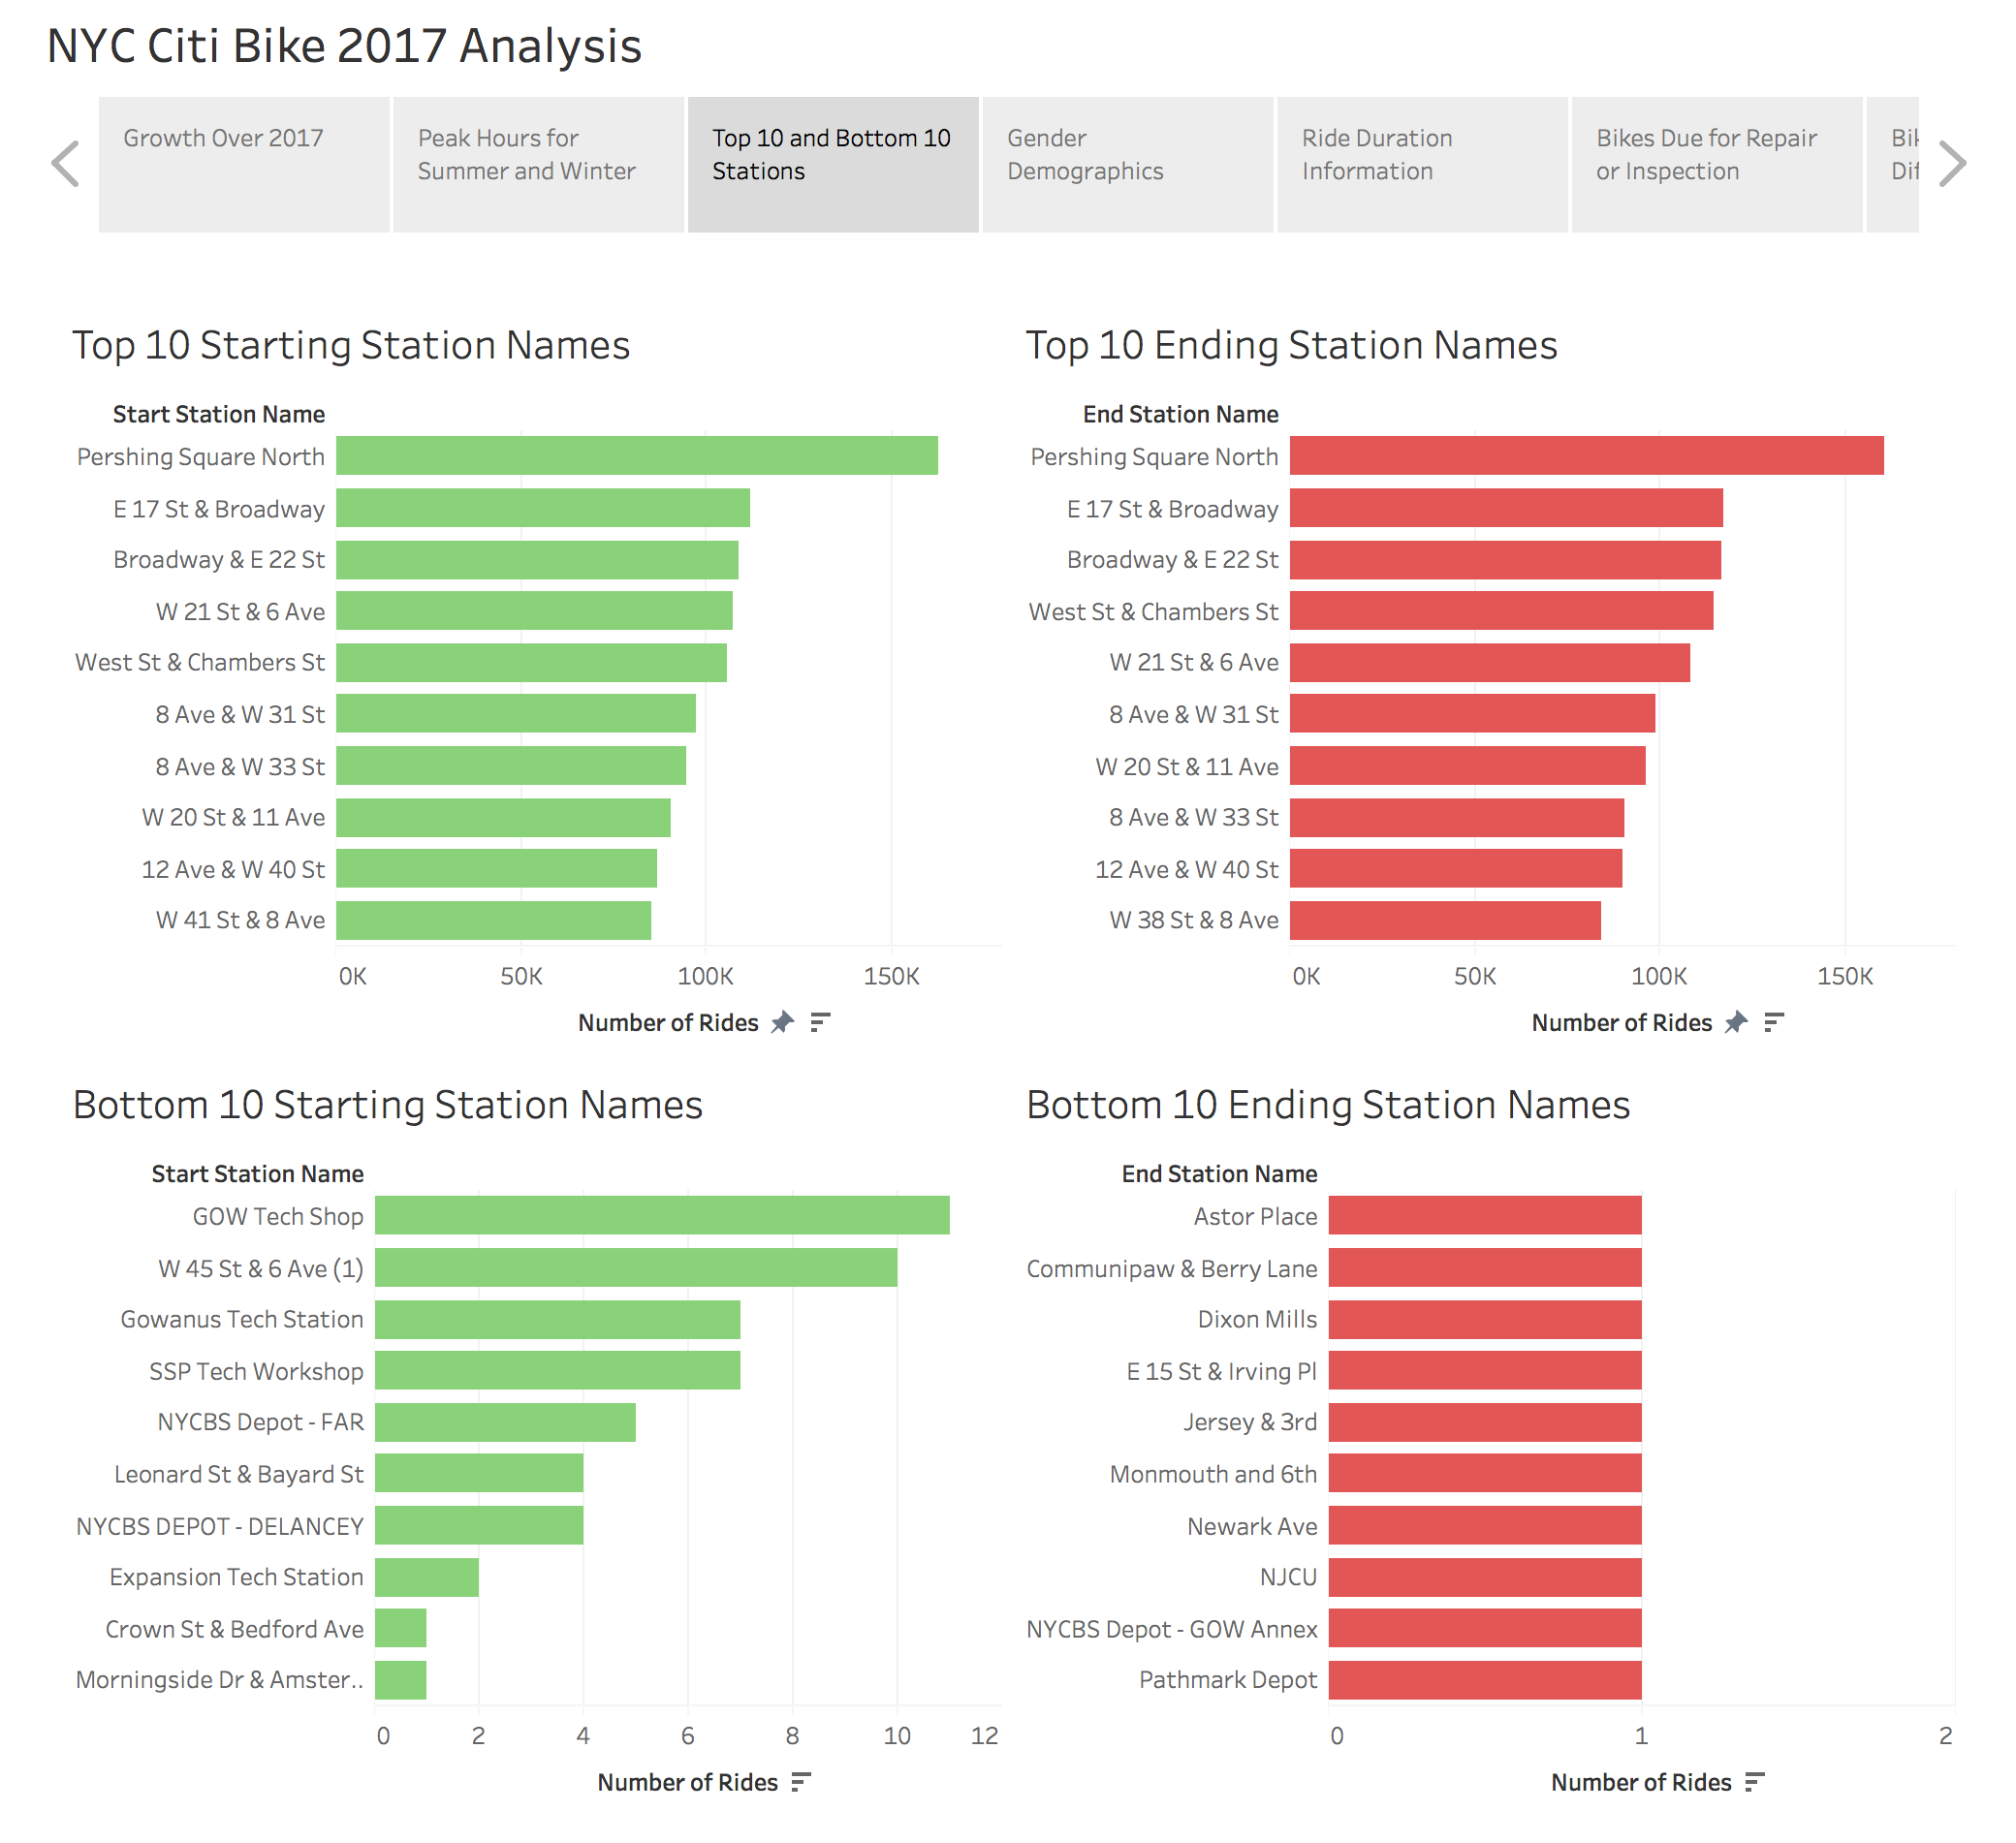 NYC Citi Bike 2017 Analysis
Growth Over 2017
Peak Hours for
Summer and Winter
Top 10 and Bottom 10
Stations
Gender
Demographics
Ride Duration
Information
Bikes Due for Repair
or Inspection
Top 10 Starting Station Names
Start Station Name
Pershing Square North
E 17 St & Broadway
Broadway & E 22 St
W 21 St & 6 Ave
West St & Chambers St
8 Ave & W 31 St
8 Ave & W 33 St
W 20 St & 11 Ave
12 Ave & W 40 St
W 41 St & 8 Ave
0K 50K 100K 150K
Number of Rides
Top 10 Ending Station Names
End Station Name
Pershing Square North
E 17 St & Broadway
Broadway & E 22 St
West St & Chambers St
W 21 St & 6 Ave
8 Ave & W 31 St
W 20 St & 11 Ave
8 Ave & W 33 St
12 Ave & W 40 St
W 38 St & 8 Ave
0K 50K 100K 150K
Number of Rides
Bottom 10 Starting Station Names
Start Station Name
GOW Tech Shop
W 45 St & 6 Ave (1)
Gowanus Tech Station
SSP Tech Workshop
NYCBS Depot - FAR
Leonard St & Bayard St
NYCBS DEPOT - DELANCEY
Expansion Tech Station
Crown St & Bedford Ave
Morningside Dr & Amster..
0 2 4 6 8 10 12
Number of Rides
Bottom 10 Ending Station Names
End Station Name
Astor Place
Communipaw & Berry Lane
Dixon Mills
E 15 St & Irving Pl
Jersey & 3rd
Monmouth and 6th
Newark Ave
NJCU
NYCBS Depot - GOW Annex
Pathmark Depot
0 1 2
Number of Rides